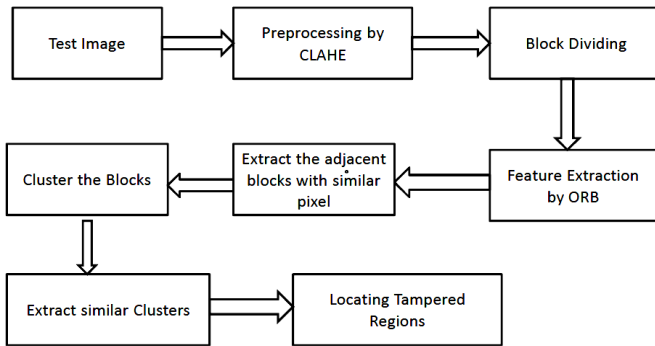 Test Image
Preprocessing by
CLAHE
Block Dividing
Feature Extraction
by ORB
Extract the adjacent
blocks with similar
pixel
Cluster the Blocks
Extract similar Clusters
Locating Tampered
Regions